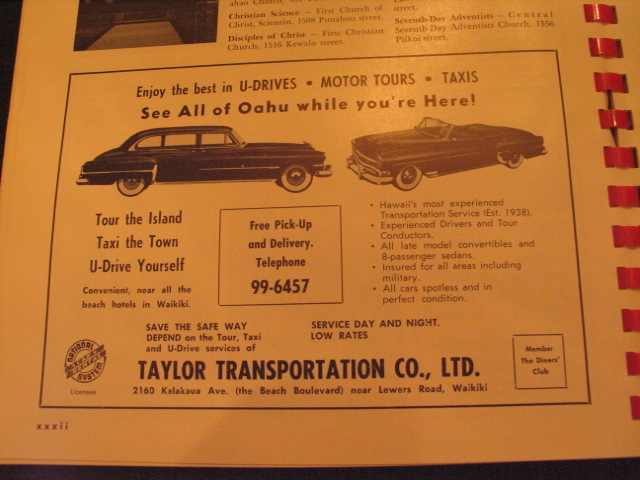 Christian Science — First Church of
Christ, Scientist, 1508 Punahou street.
Disciples of Christ — First Christian
Church, 1516 Kewalo street.
Seventh-Day Adventists — Central
Seventh-Day Adventists Church, 1556
Piikoi street.
Enjoy the best in U-DRIVES • MOTOR TOURS • TAXIS
See All of Oahu while you're Here!
Tour the Island
Taxi the Town
U-Drive Yourself
Convenient, near all the
beach hotels in Waikiki.
Free Pick-Up
and Delivery.
Telephone
99-6457
• Hawaii's most experienced
Transportation Service (Est. 1938).
• Experienced Drivers and Tour
Conductors.
• All late model convertibles and
8-passenger sedans.
• Insured for all areas including
military.
• All cars spotless and in
perfect condition.
SAVE THE SAFE WAY
DEPEND on the Tour, Taxi
and U-Drive services of
SERVICE DAY AND NIGHT.
LOW RATES
NATIONAL
CAR
RENTAL
SYSTEM
Licensee
TAYLOR TRANSPORTATION CO., LTD.
2160 Kalakaua Ave. (the Beach Boulevard) near Lewers Road, Waikiki
Member
The Diners'
Club
xxxii